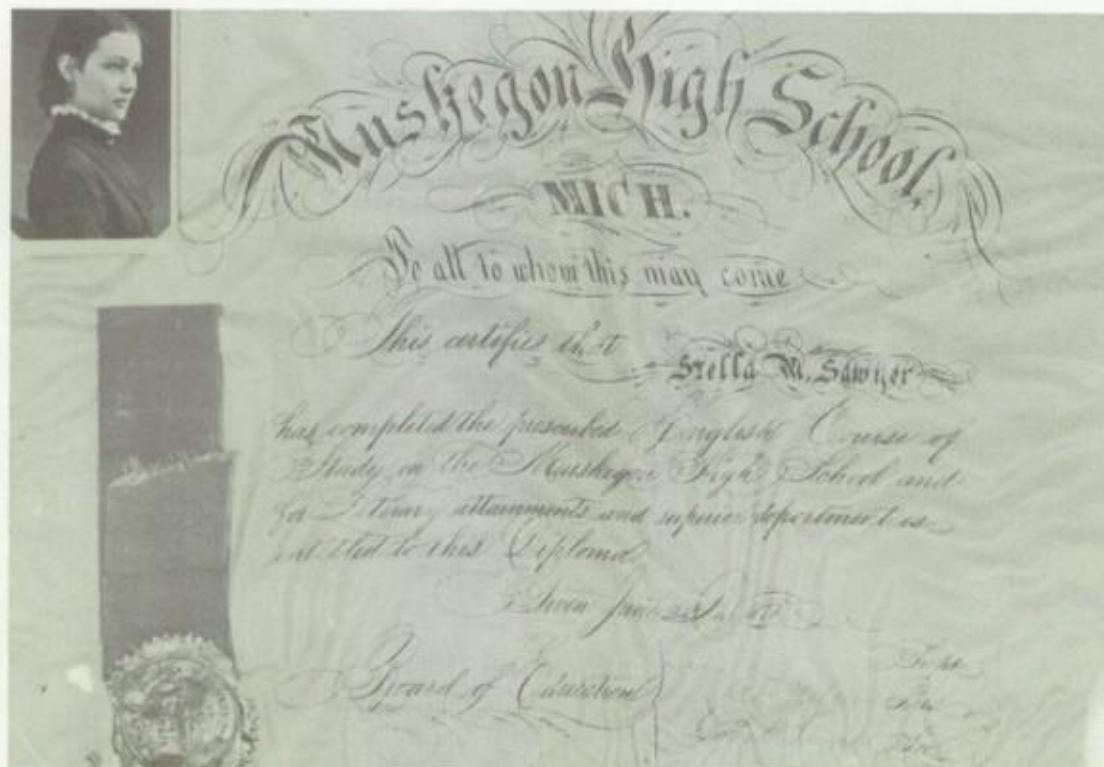 Muskegon High School,
MICH.
To all to whom this may come
This certifies that Stella M. Sawyer
has completed the prescribed English Course of
Study in the Muskegon High School and
for Literary attainments and superior deportment is
entitled to this Diploma
Given
Board of Education